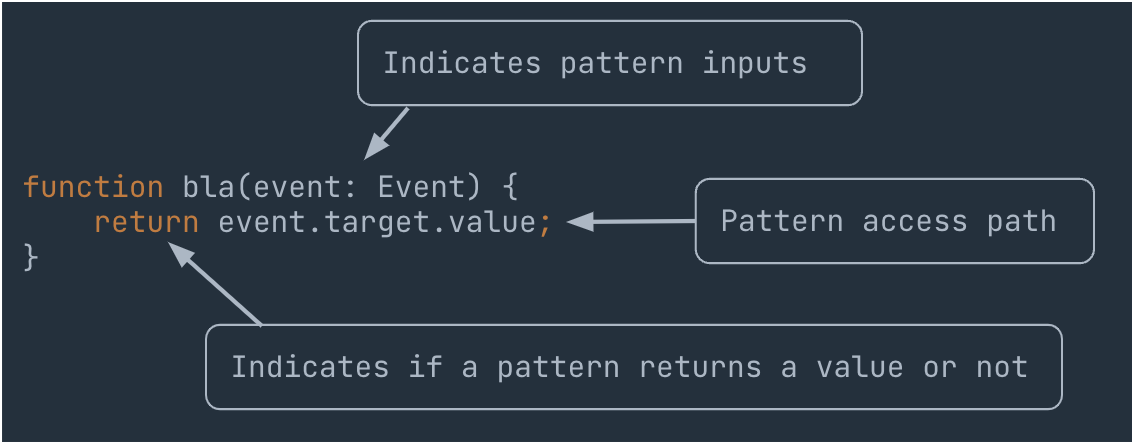 Indicates pattern inputs
function bla(event: Event) {
    return event.target.value;
Pattern access path
}
Indicates if a pattern returns a value or not